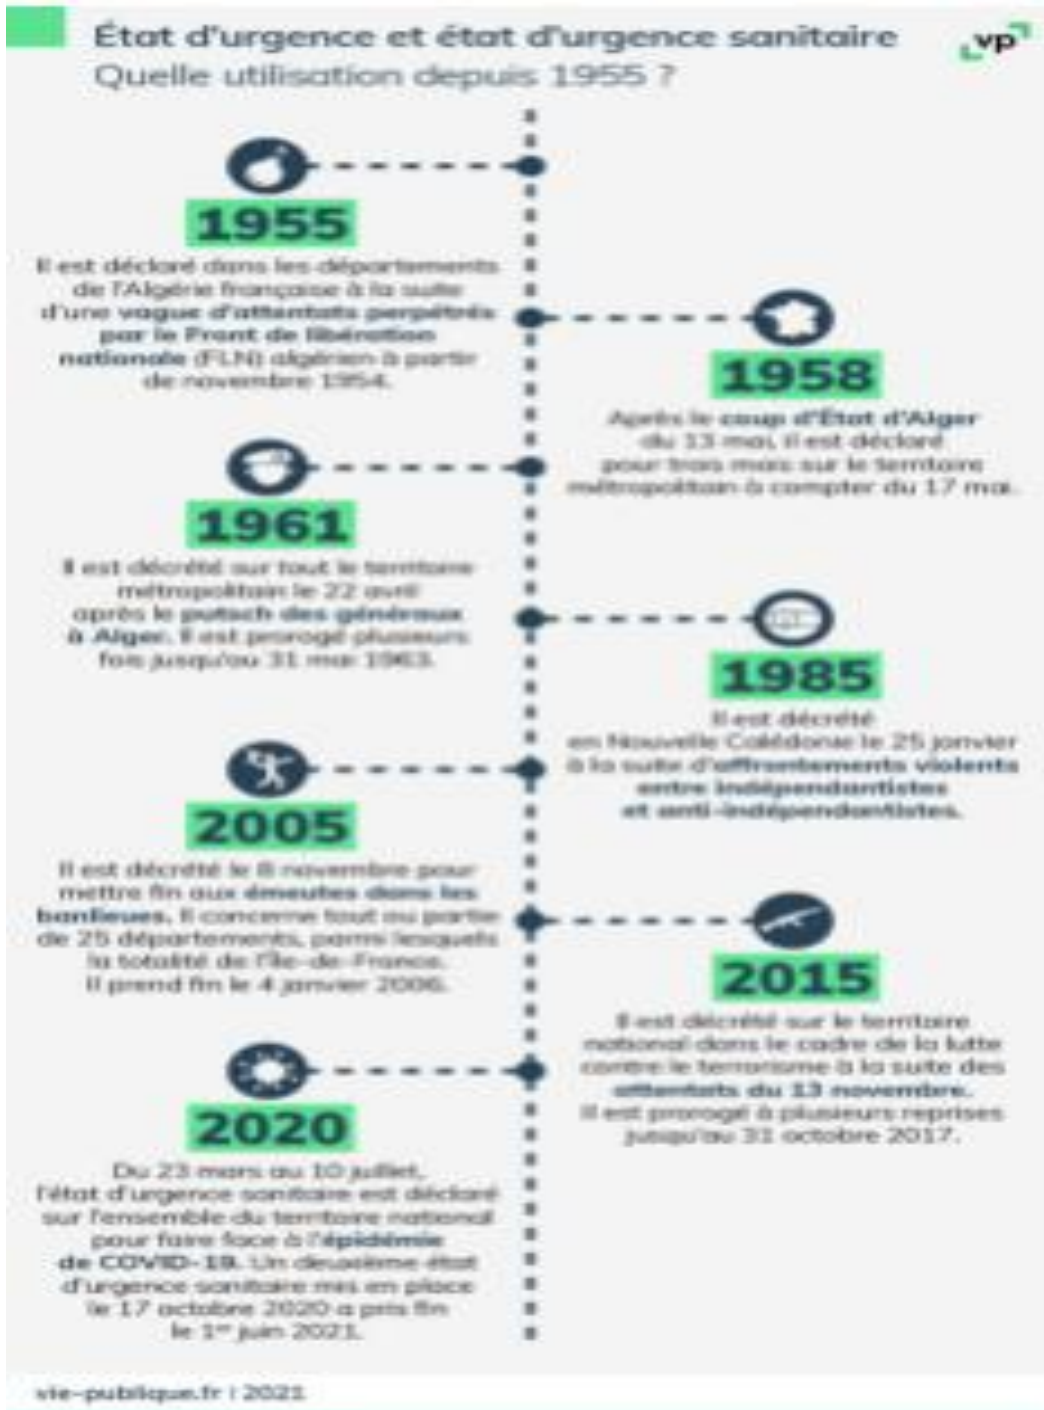 État d'urgence et état d'urgence sanitaire
vp
Quelle utilisation depuis 1955 ?
1955
Il est déclaré dans les départements
de l'Algérie française à la suite
d'une vague d'attentats perpétrés
par le Front de libération
nationale (FLN) algérien à partir
de novembre 1954.
1958
Après le coup d'État d'Alger
du 13 mai, il est déclaré
pour trois mois sur le territoire
métropolitain à compter du 17 mai.
1961
Il est décrété sur tout le territoire
métropolitain le 22 avril
après le putsch des généraux
à Alger. Il est prorogé plusieurs
fois jusqu'au 31 mai 1963.
1985
Il est décrété
en Nouvelle Calédonie le 25 janvier
à la suite d'affrontements violents
entre indépendantistes
et anti-indépendantistes.
2005
Il est décrété le 8 novembre pour
mettre fin aux émeutes dans les
banlieues. Il concerne tout ou partie
de 25 départements, parmi lesquels
la totalité de l'Île-de-France.
Il prend fin le 4 janvier 2006.
2015
Il est décrété sur le territoire
national dans le cadre de la lutte
contre le terrorisme à la suite des
attentats du 13 novembre.
Il est prorogé à plusieurs reprises
jusqu'au 31 octobre 2017.
2020
Du 23 mars au 10 juillet,
l'état d'urgence sanitaire est déclaré
sur l'ensemble du territoire national
pour faire face à l'épidémie
de COVID-19. Un deuxième état
d'urgence sanitaire mis en place
le 17 octobre 2020 a pris fin
le 1er juin 2021.
vie-publique.fr | 2021